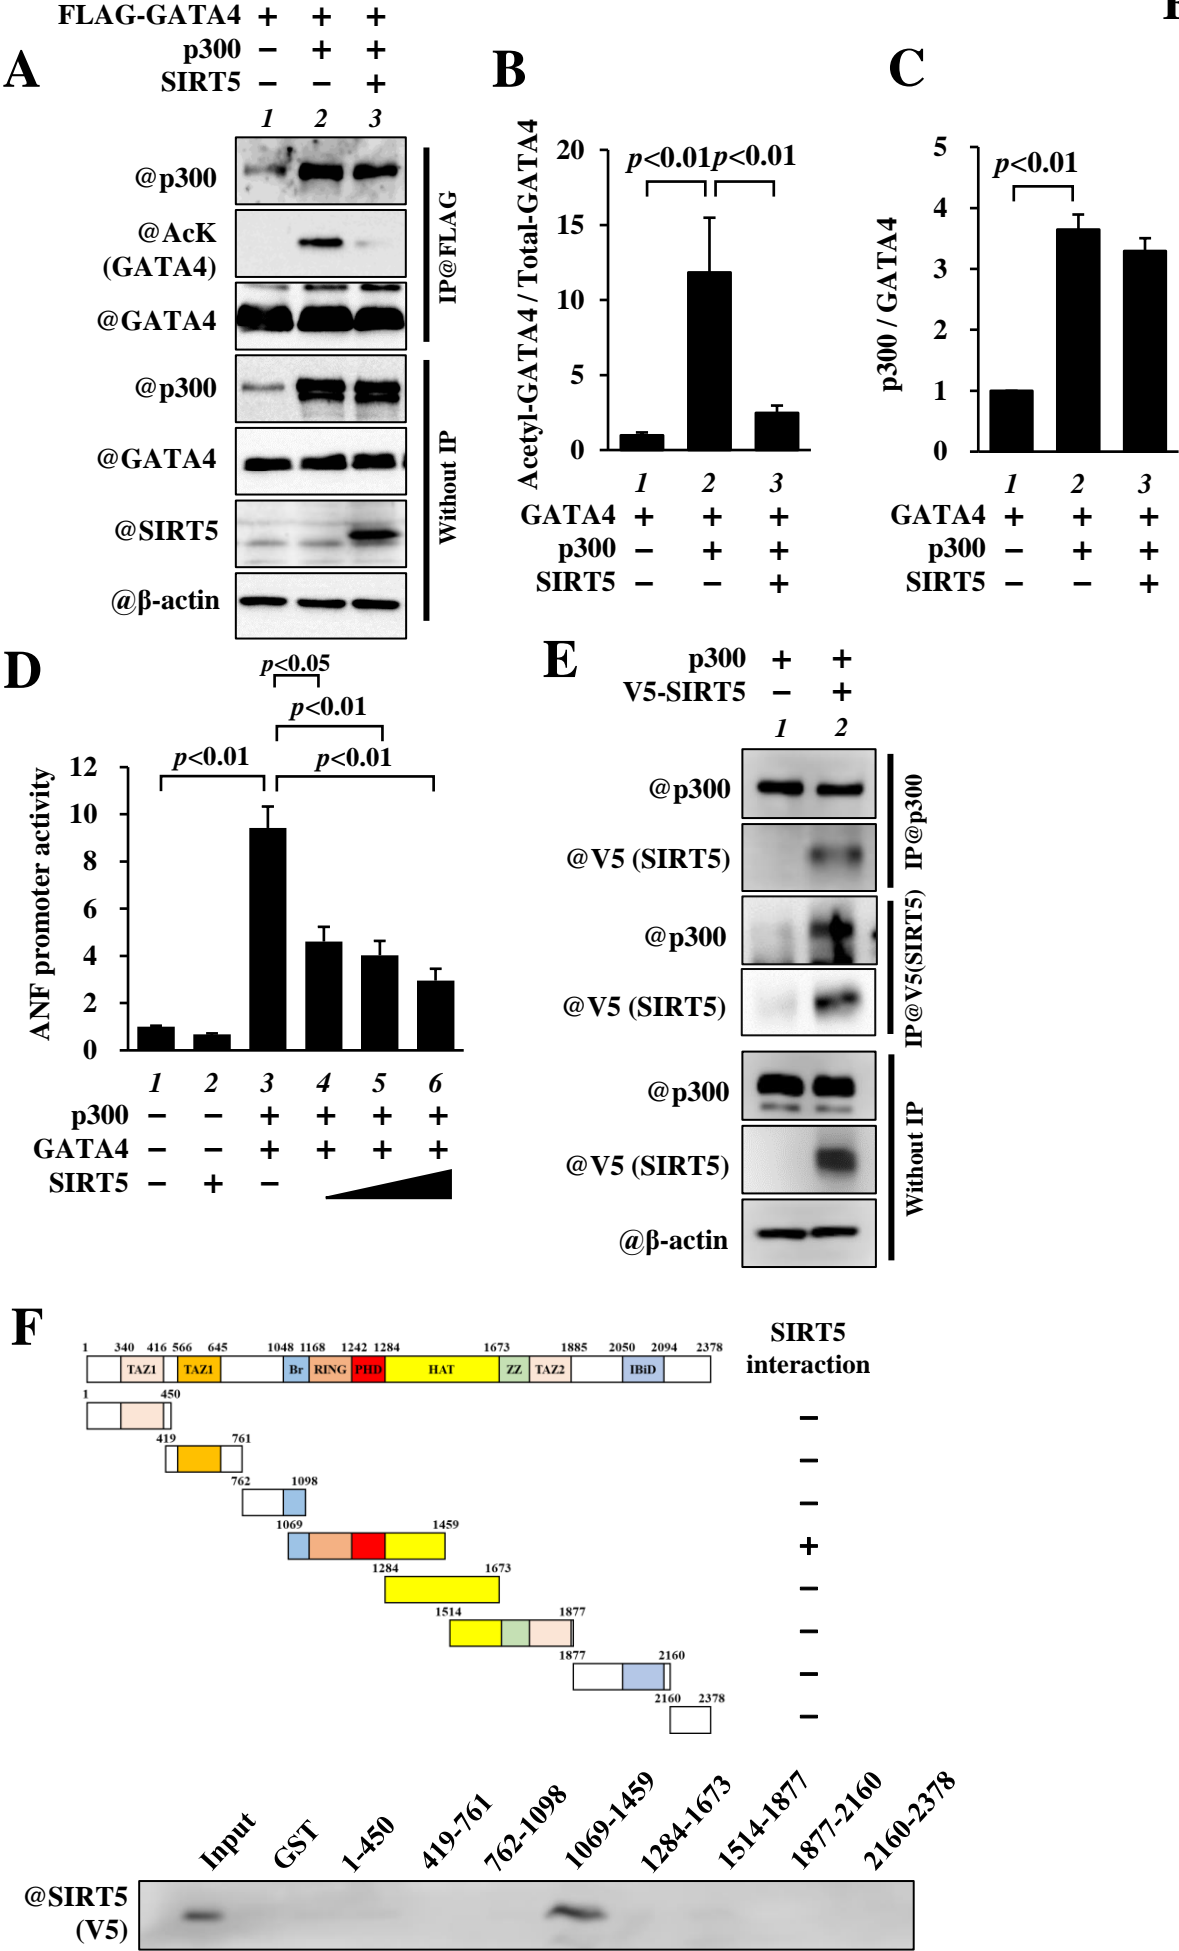 FLAG-GATA4 + + +
p300 − + +
SIRT5 − − +
A
1 2 3
@p300
@AcK
(GATA4)
@GATA4
IP@FLAG
@p300
@GATA4
@SIRT5
@β-actin
Without IP
B
Acetyl-GATA4 / Total-GATA4
20
15
10
5
0
p<0.01 p<0.01
1 2 3
GATA4 + + +
p300 − + +
SIRT5 − − +
C
p300 / GATA4
5
4
3
2
1
0
p<0.01
1 2 3
GATA4 + + +
p300 − + +
SIRT5 − − +
D
p<0.05
p<0.01
p<0.01 p<0.01
ANF promoter activity
12
10
8
6
4
2
0
1 2 3 4 5 6
p300 − − + + + +
GATA4 − − + + + +
SIRT5 − + −
E
p300 + +
V5-SIRT5 − +
1 2
@p300
@V5 (SIRT5)
IP@p300
@p300
@V5 (SIRT5)
IP@V5(SIRT5)
@p300
@V5 (SIRT5)
@β-actin
Without IP
F
SIRT5
interaction
1 340 416 566 645 1048 1168 1242 1284 1673 1885 2050 2094 2378
TAZ1 TAZ1 Br RING PHD HAT ZZ TAZ2 IBiD
1 450
−
419 761
−
762 1098
−
1069 1459
+
1284 1673
−
1514 1877
−
1877 2160
−
2160 2378
−
Input GST 1-450 419-761 762-1098 1069-1459 1284-1673 1514-1877 1877-2160 2160-2378
@SIRT5
(V5)